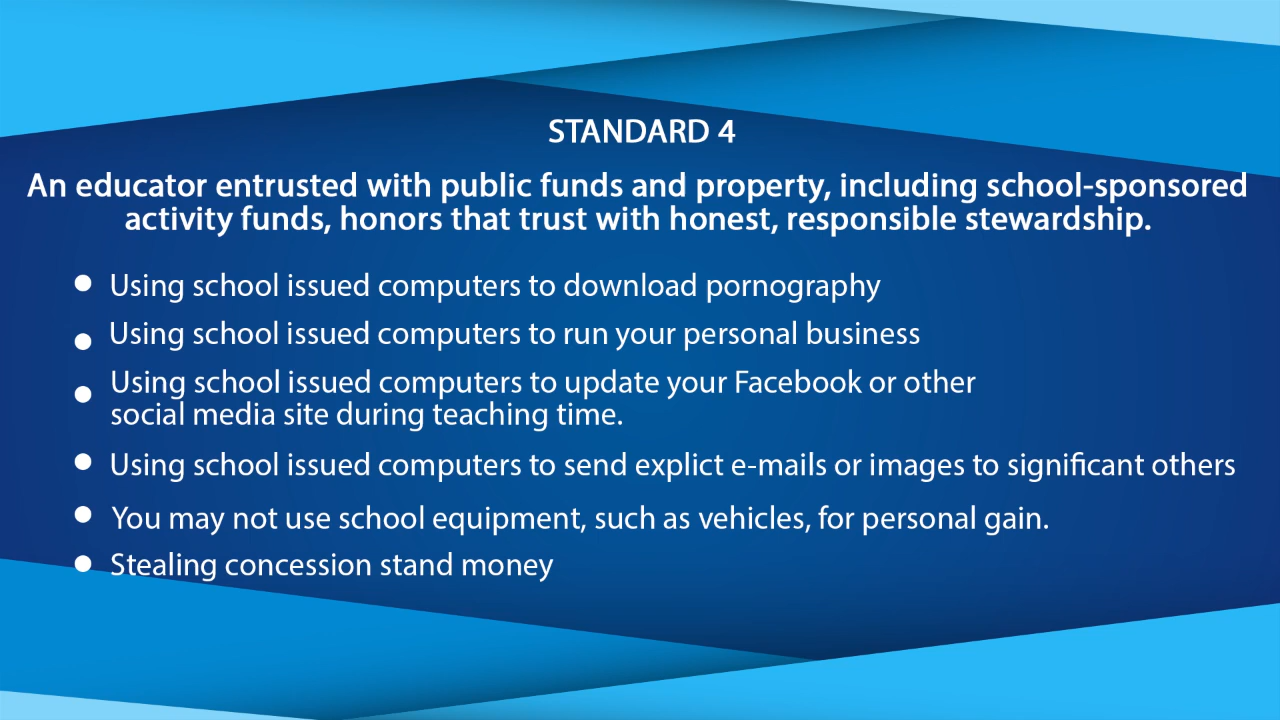 STANDARD 4
An educator entrusted with public funds and property, including school-sponsored
activity funds, honors that trust with honest, responsible stewardship.
● Using school issued computers to download pornography
● Using school issued computers to run your personal business
● Using school issued computers to update your Facebook or other
social media site during teaching time.
● Using school issued computers to send explict e-mails or images to significant others
● You may not use school equipment, such as vehicles, for personal gain.
● Stealing concession stand money